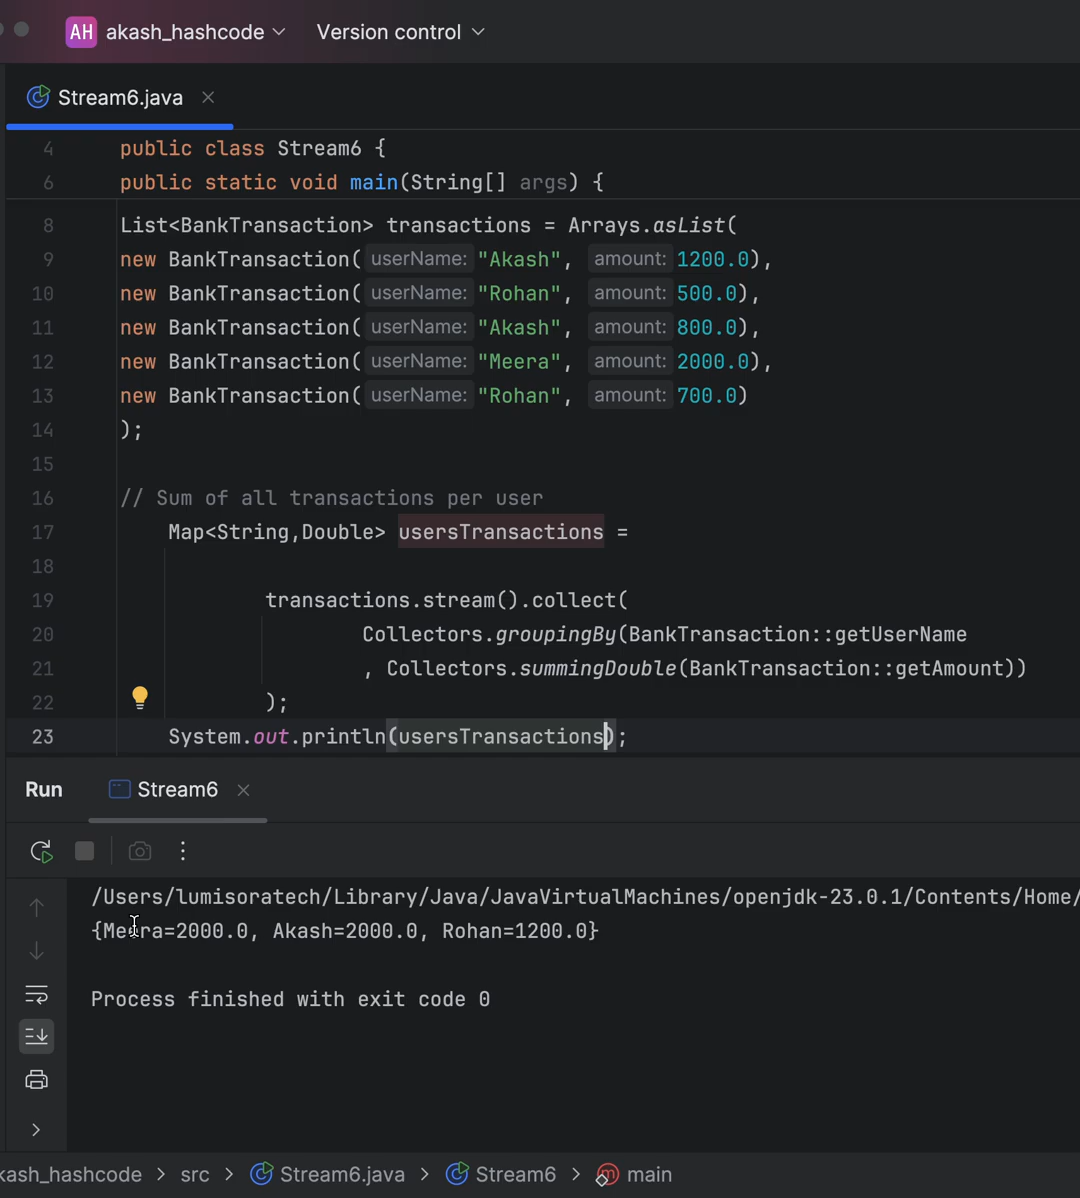 AH akash_hashcode Version control
Stream6.java
4 public class Stream6 {
6 public static void main(String[] args) {
8 List<BankTransaction> transactions = Arrays.asList(
9 new BankTransaction( userName: "Akash", amount: 1200.0),
10 new BankTransaction( userName: "Rohan", amount: 500.0),
11 new BankTransaction( userName: "Akash", amount: 800.0),
12 new BankTransaction( userName: "Meera", amount: 2000.0),
13 new BankTransaction( userName: "Rohan", amount: 700.0)
14 );
15
16 // Sum of all transactions per user
17 Map<String,Double> usersTransactions =
18
19 transactions.stream().collect(
20 Collectors.groupingBy(BankTransaction::getUserName
21 , Collectors.summingDouble(BankTransaction::getAmount))
22 );
23 System.out.println(usersTransactions);
Run Stream6
/Users/lumisoratech/Library/Java/JavaVirtualMachines/openjdk-23.0.1/Contents/Home/
{Meera=2000.0, Akash=2000.0, Rohan=1200.0}
Process finished with exit code 0
kash_hashcode > src > Stream6.java > Stream6 > m main